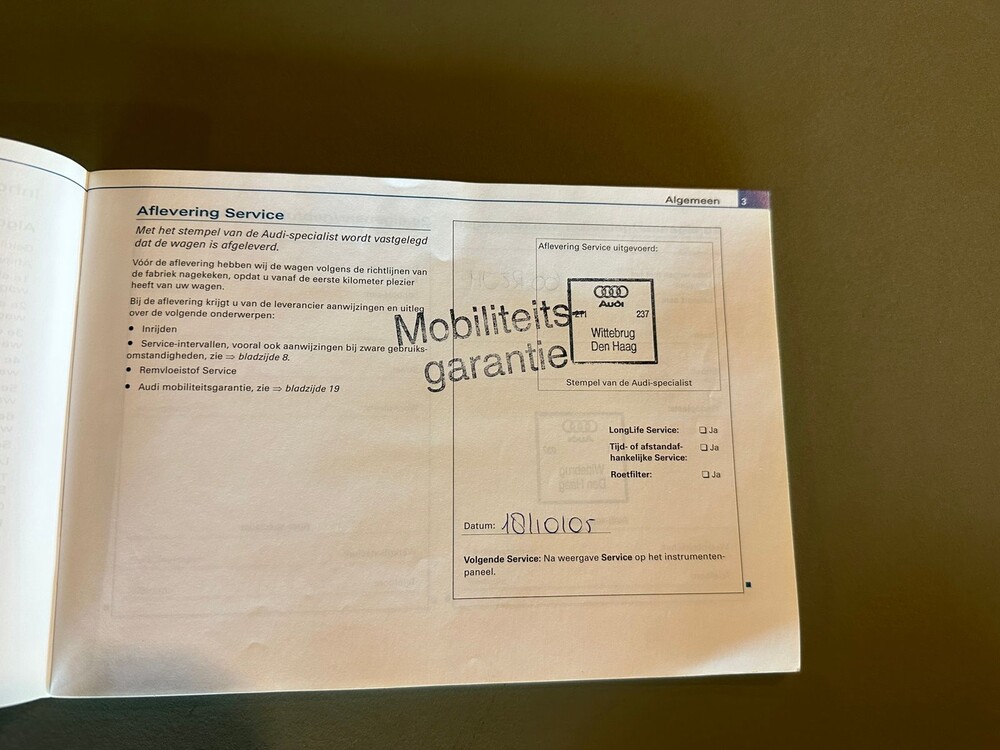 Algemeen 3
Aflevering Service
Met het stempel van de Audi-specialist wordt vastgelegd
dat de wagen is afgeleverd.
Vóór de aflevering hebben wij de wagen volgens de richtlijnen van
de fabriek nagekeken, opdat u vanaf de eerste kilometer plezier
heeft van uw wagen.
Bij de aflevering krijgt u van de leverancier aanwijzingen en uitleg
over de volgende onderwerpen:
• Inrijden
• Service-intervallen, vooral ook aanwijzingen bij zware gebruiks-
omstandigheden, zie ⇒ bladzijde 8.
• Remvloeistof Service
• Audi mobiliteitsgarantie, zie ⇒ bladzijde 19
Mobiliteits-
garantie
Aflevering Service uitgevoerd:
Audi
237
Wittebrug
Den Haag
Stempel van de Audi-specialist
LongLife Service: ❏ Ja
Tijd- of afstandaf- ❏ Ja
hankelijke Service:
Roetfilter: ❏ Ja
Datum: 18/10/05
Volgende Service: Na weergave Service op het instrumenten-
paneel.